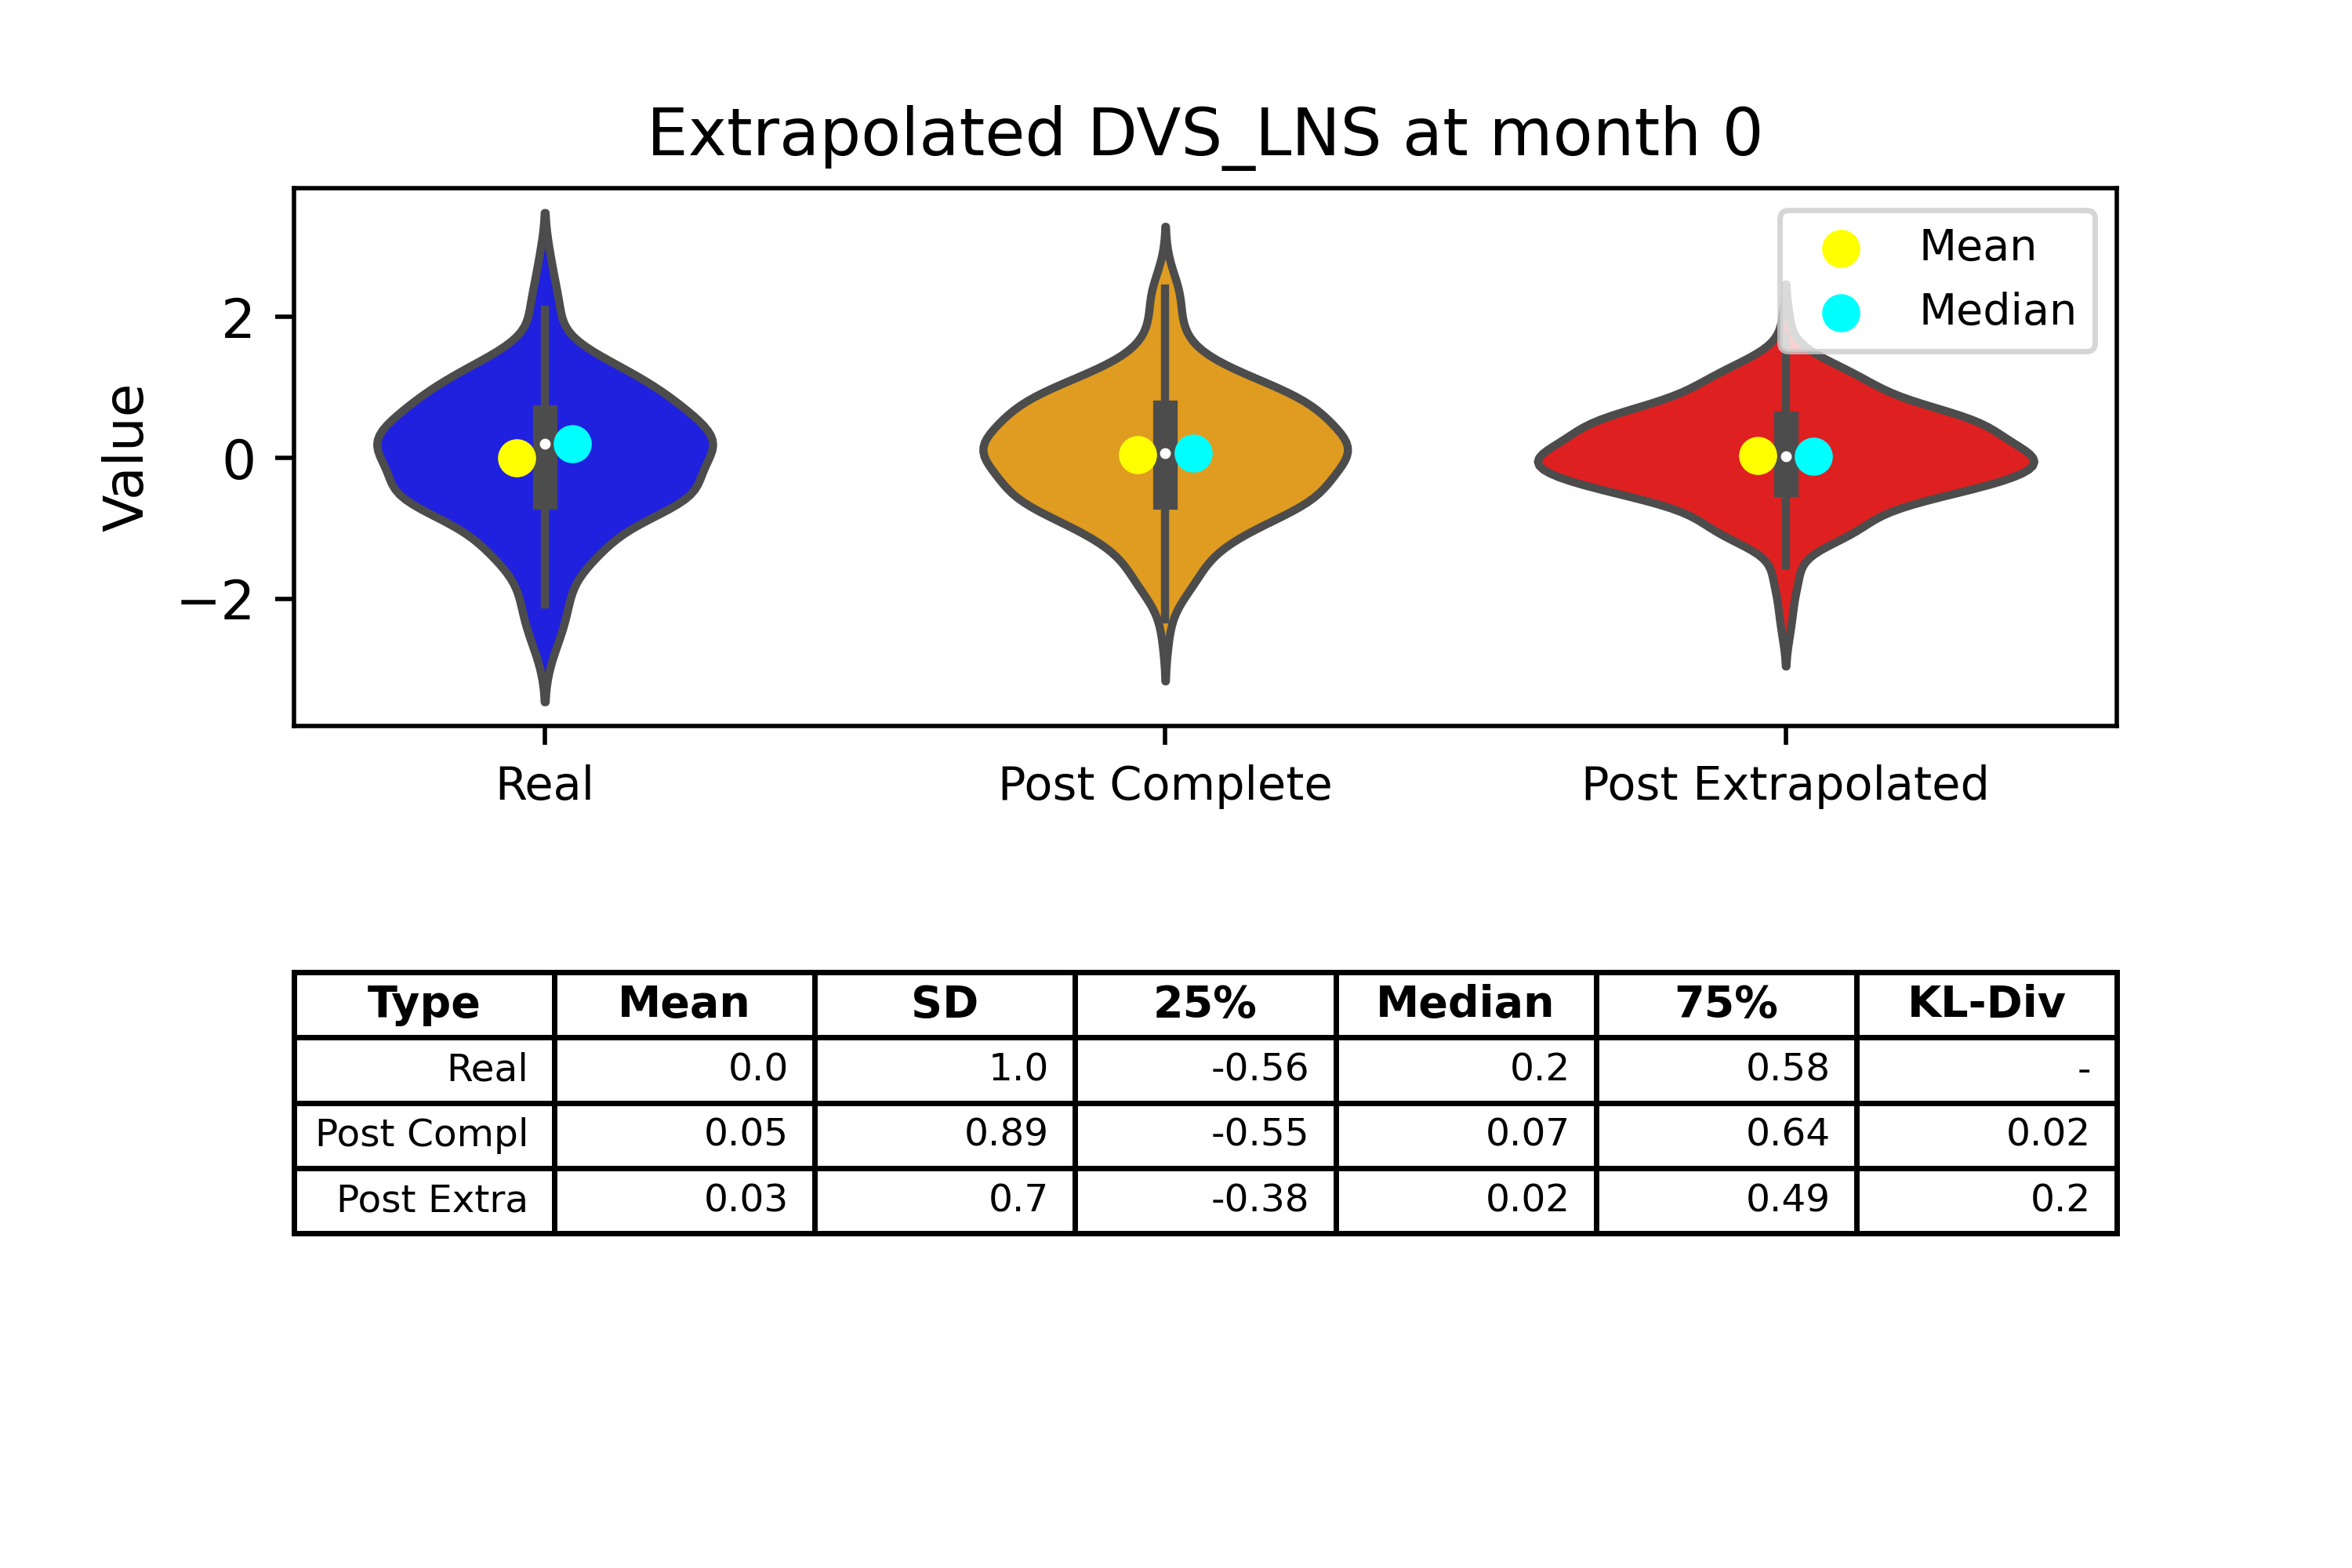 Extrapolated DVS_LNS at month 0
Mean
Median
Value
2
0
−2
Real Post Complete Post Extrapolated
Type Mean SD 25% Median 75% KL-Div
Real 0.0 1.0 -0.56 0.2 0.58 -
Post Compl 0.05 0.89 -0.55 0.07 0.64 0.02
Post Extra 0.03 0.7 -0.38 0.02 0.49 0.2